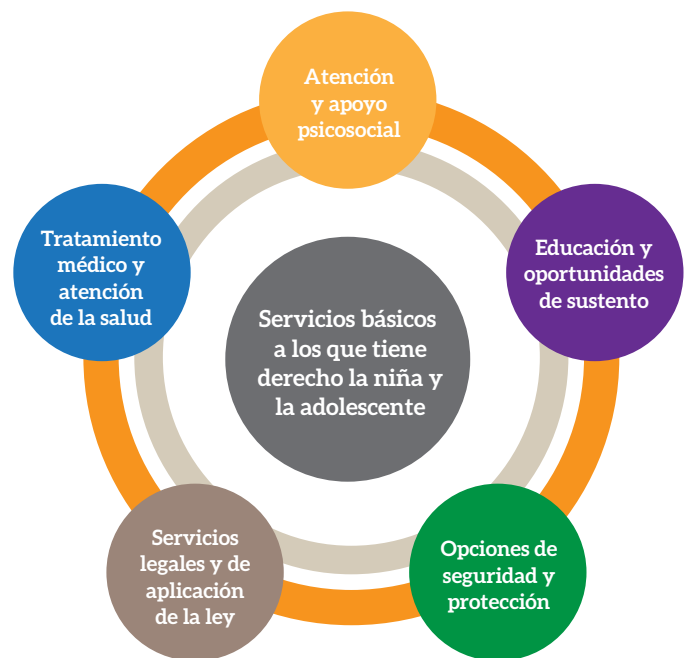 Atención
y apoyo
psicosocial
Tratamiento
médico y
atención
de la salud
Educación y
oportunidades
de sustento
Servicios básicos
a los que tiene
derecho la niña y
la adolescente
Servicios
legales y de
aplicación
de la ley
Opciones de
seguridad y
protección